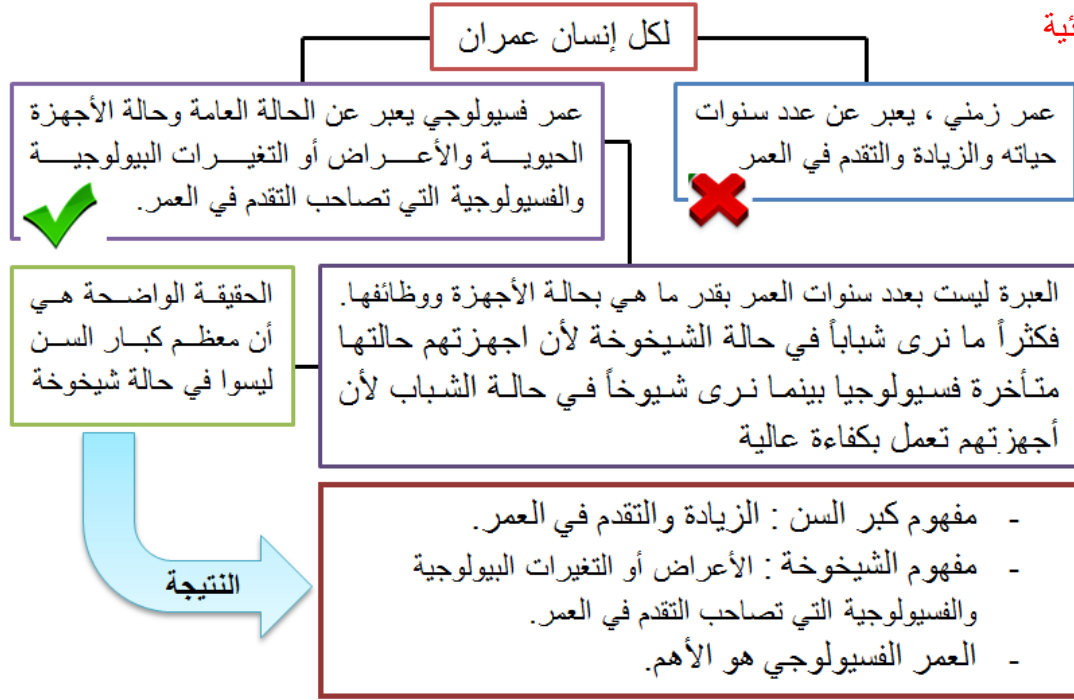 لكل إنسان عمران
عمر زمني ، يعبر عن عدد سنوات
حياته والزيادة والتقدم في العمر
عمر فسيولوجي يعبر عن الحالة العامة وحالة الأجهزة
الحيوية والأعراض أو التغيرات البيولوجية
والفسيولوجية التي تصاحب التقدم في العمر.
العبرة ليست بعدد سنوات العمر بقدر ما هي بحالة الأجهزة ووظائفها.
فكثراً ما نرى شباباً في حالة الشيخوخة لأن اجهزتهم حالتها
متأخرة فسيولوجيا بينما نرى شيوخاً في حالة الشباب لأن
أجهزتهم تعمل بكفاءة عالية
الحقيقة الواضحة هي
أن معظم كبار السن
ليسوا في حالة شيخوخة
النتيجة
- مفهوم كبر السن : الزيادة والتقدم في العمر.
- مفهوم الشيخوخة : الأعراض أو التغيرات البيولوجية
والفسيولوجية التي تصاحب التقدم في العمر.
- العمر الفسيولوجي هو الأهم.